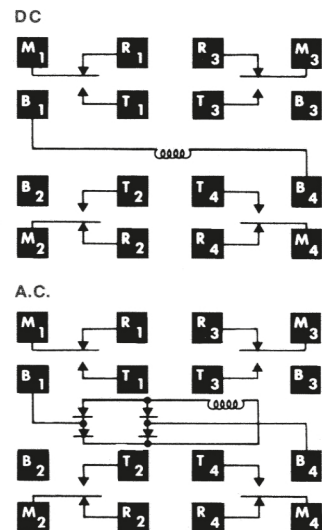 DC
M1 R1 R3 M3
B1 T1 T3 B3
B2 T2 T4 B4
M2 R2 R4 M4
A.C.
M1 R1 R3 M3
B1 T1 T3 B3
B2 T2 T4 B4
M2 R2 R4 M4